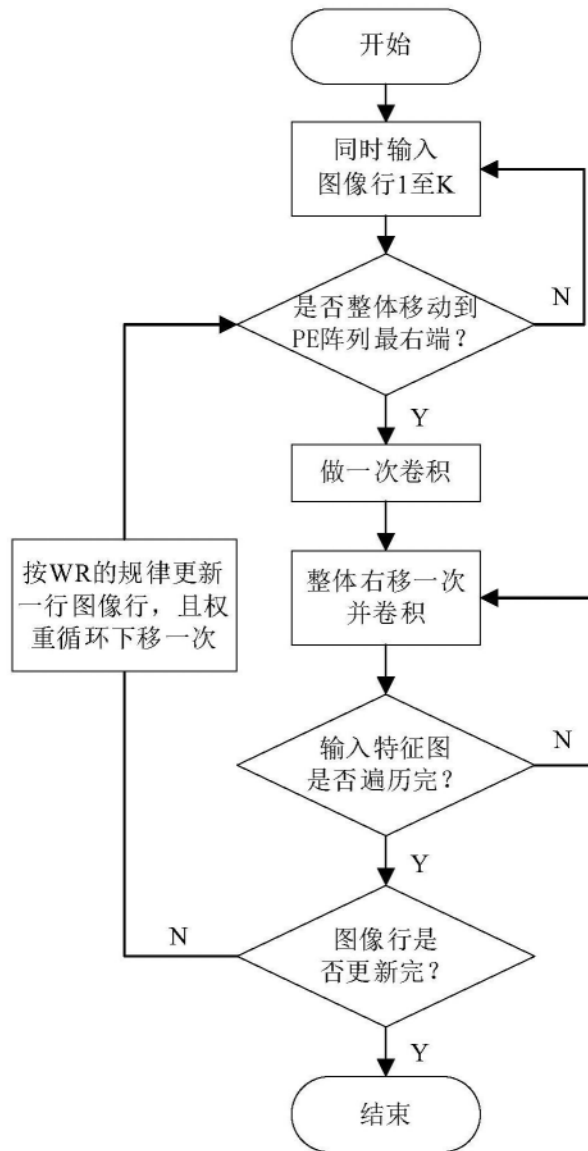 开始
同时输入
图像行1至K
是否整体移动到
PE阵列最右端？
N
Y
做一次卷积
按WR的规律更新
一行图像行，且权
重循环下移一次
整体右移一次
并卷积
输入特征图
是否遍历完？
N
Y
图像行是
否更新完？
N
Y
结束